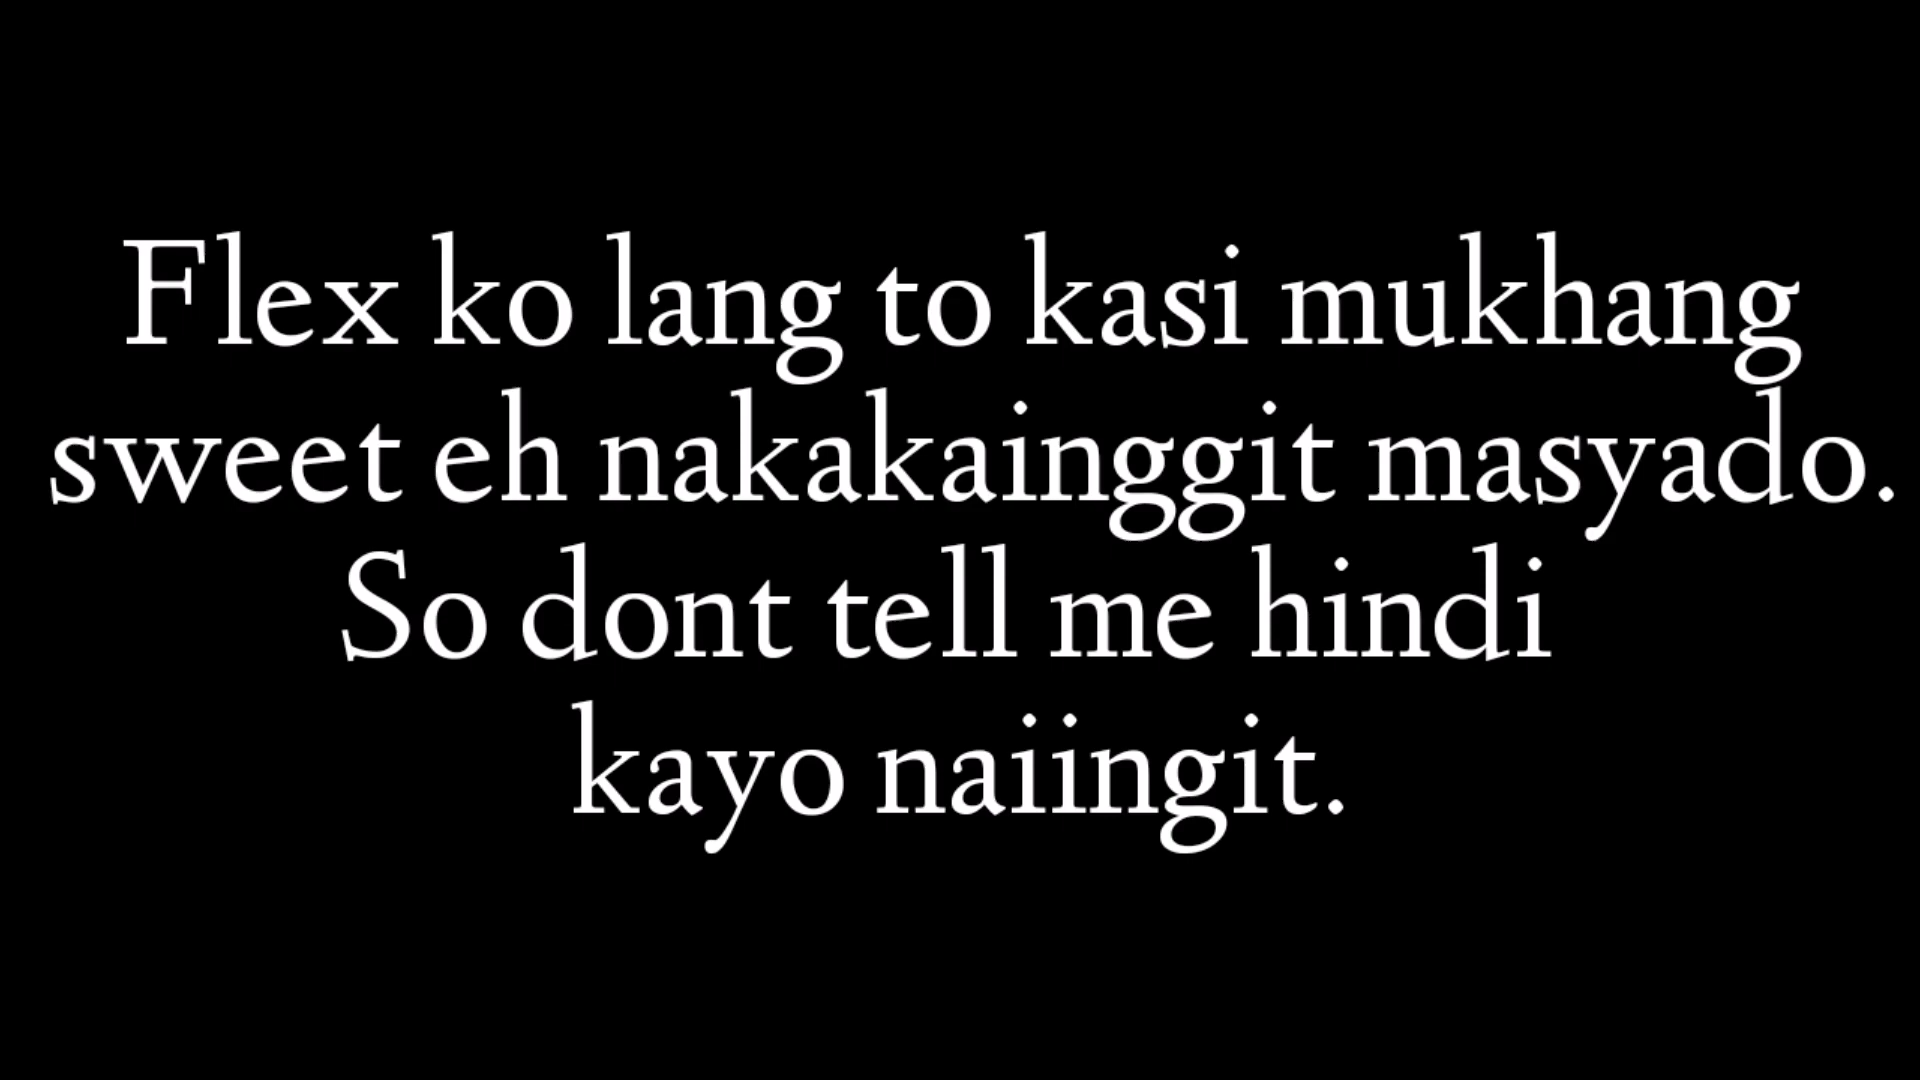 Flex ko lang to kasi mukhang
sweet eh nakakainggit masyado.
So dont tell me hindi
kayo naiingit.